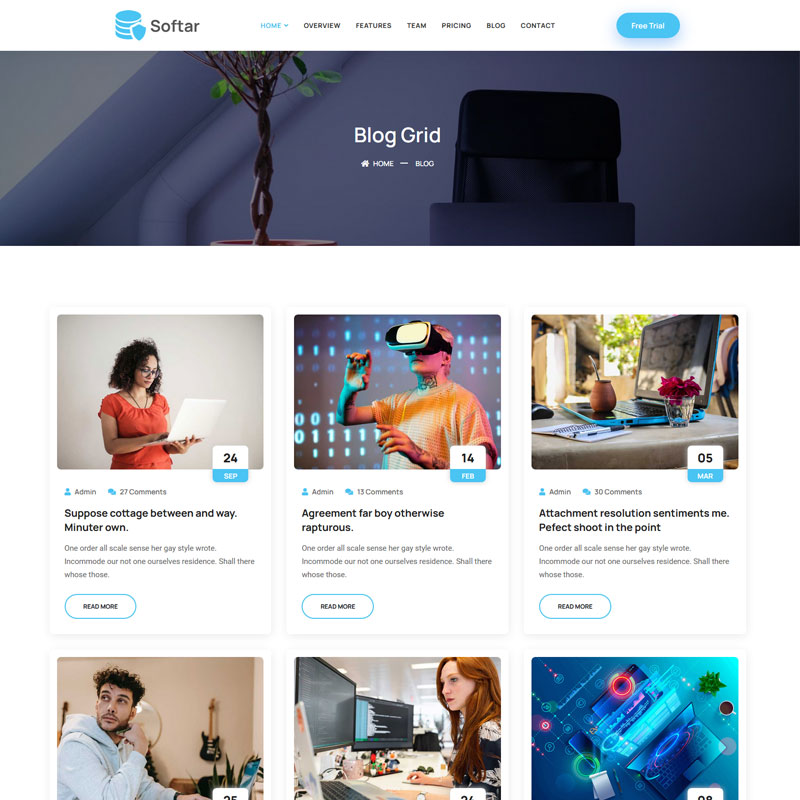 Softar
HOME OVERVIEW FEATURES TEAM PRICING BLOG CONTACT
Free Trial
Blog Grid
HOME — BLOG
24
SEP
Admin 27 Comments
Suppose cottage between and way.
Minuter own.
One order all scale sense her gay style wrote.
Incommode our not one ourselves residence. Shall there
whose those.
READ MORE
14
FEB
Admin 13 Comments
Agreement far boy otherwise
rapturous.
One order all scale sense her gay style wrote.
Incommode our not one ourselves residence. Shall there
whose those.
READ MORE
05
MAR
Admin 30 Comments
Attachment resolution sentiments me.
Pefect shoot in the point
One order all scale sense her gay style wrote.
Incommode our not one ourselves residence. Shall there
whose those.
READ MORE